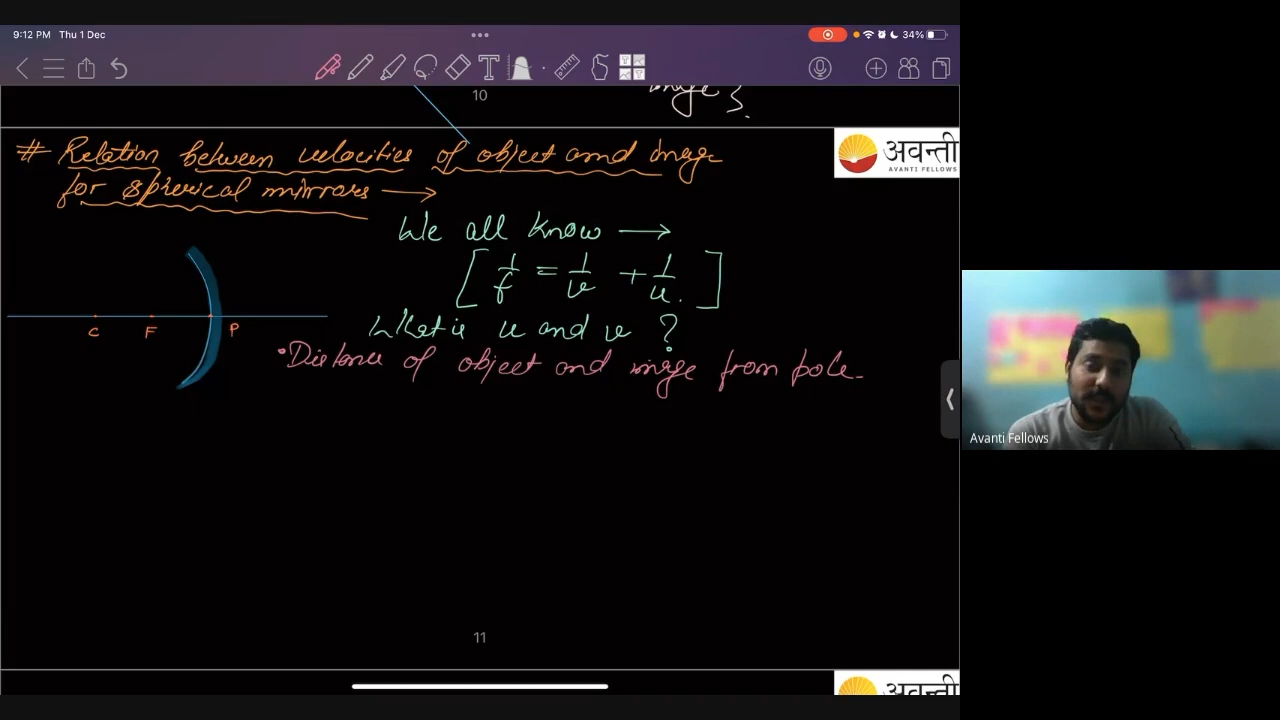 9:12 PM Thu 1 Dec
34%
10
image }.
# Relation between velocities of object and image
for spherical mirrors →
अवन्ती
AVANTI FELLOWS
We all know →
[ 1/f = 1/v + 1/u. ]
What is u and v ?
• Distance of object and image from pole.
C F P
Avanti Fellows
11
अवन्ती